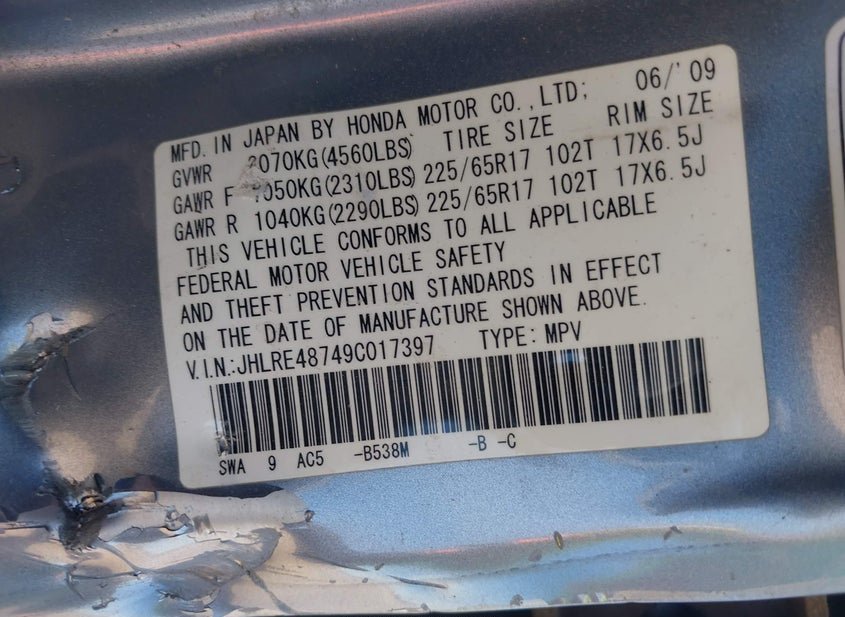 MFD. IN JAPAN BY HONDA MOTOR CO., LTD; 06/'09
GVWR 2070KG(4560LBS) TIRE SIZE RIM SIZE
GAWR F 1050KG(2310LBS) 225/65R17 102T 17X6.5J
GAWR R 1040KG(2290LBS) 225/65R17 102T 17X6.5J
THIS VEHICLE CONFORMS TO ALL APPLICABLE
FEDERAL MOTOR VEHICLE SAFETY
AND THEFT PREVENTION STANDARDS IN EFFECT
ON THE DATE OF MANUFACTURE SHOWN ABOVE.
V.I.N.:JHLRE48749C017397 TYPE: MPV
SWA 9 AC5 -B538M -B -C